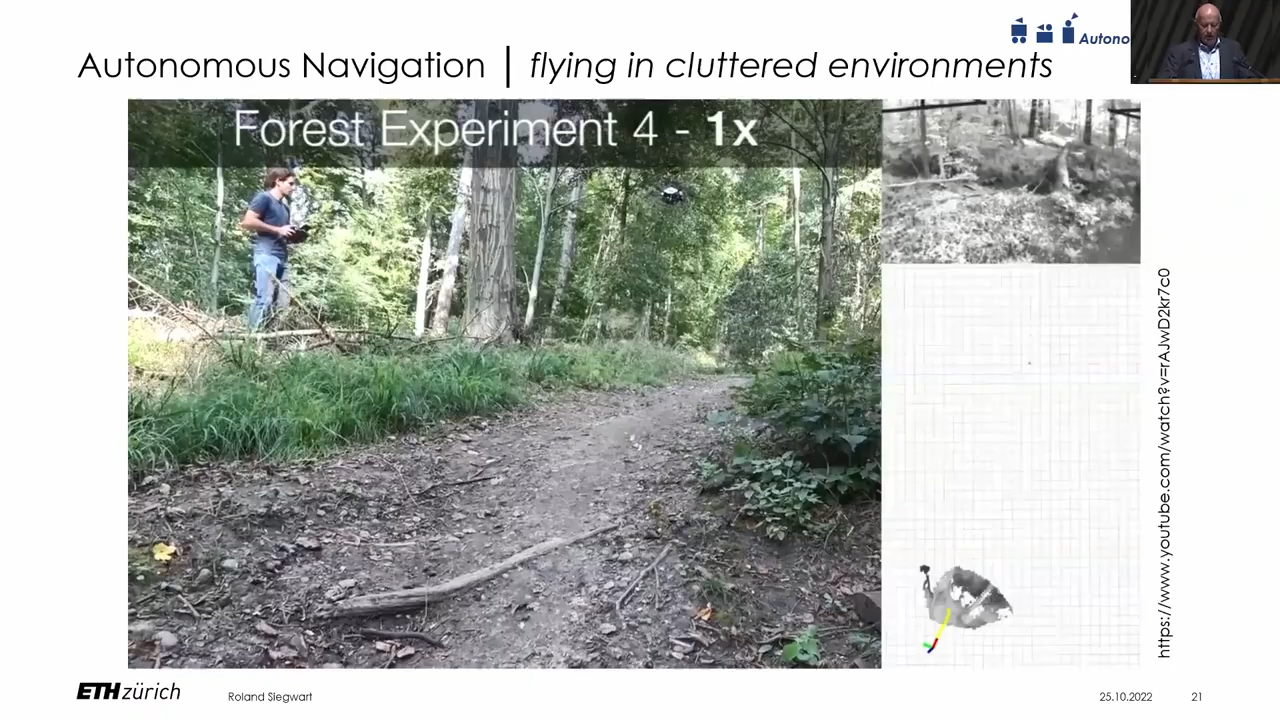 Autono
Autonomous Navigation | flying in cluttered environments
Forest Experiment 4 - 1x
https://www.youtube.com/watch?v=rAJwD2kr7c0
ETH zürich
Roland Siegwart
25.10.2022
21